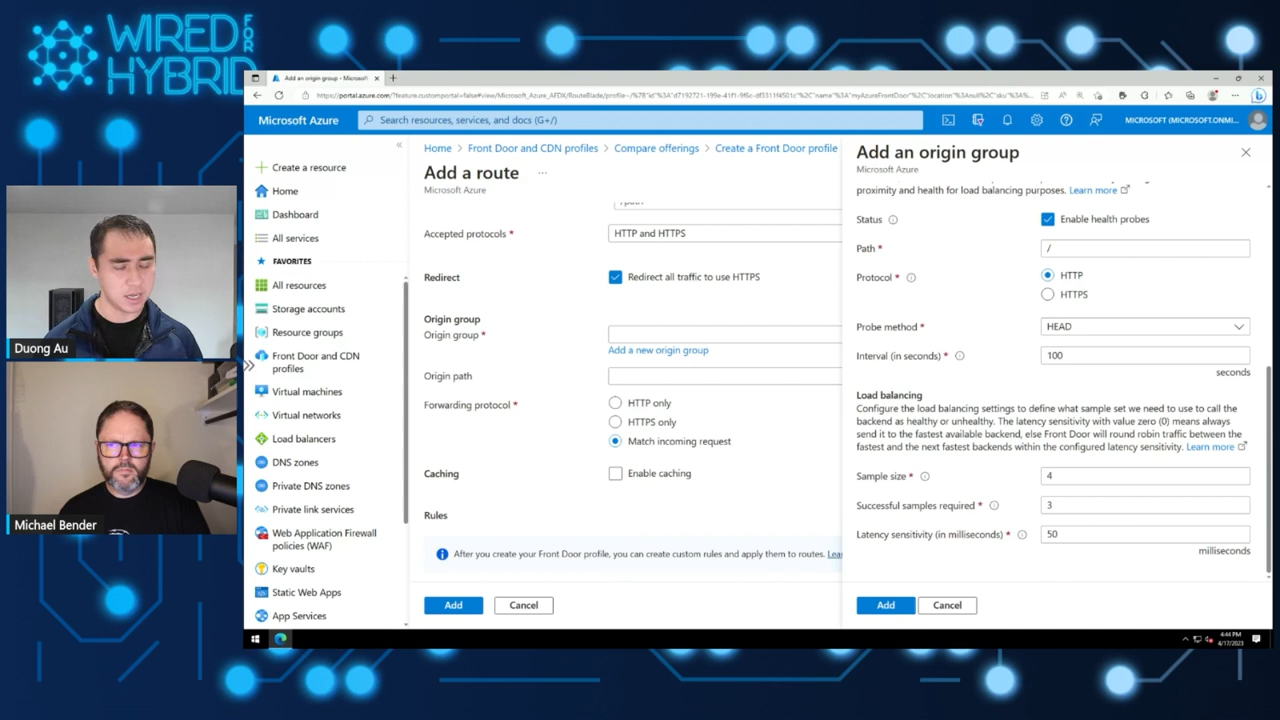 WIRED FOR
HYBRID
Add an origin group - Microsoft
Microsoft Azure
Search resources, services, and docs (G+/)
MICROSOFT (MICROSOFT.ONMI...
Create a resource
Home
Dashboard
All services
FAVORITES
All resources
Storage accounts
Resource groups
Front Door and CDN
profiles
Virtual machines
Virtual networks
Load balancers
DNS zones
Private DNS zones
Private link services
Web Application Firewall
policies (WAF)
Key vaults
Static Web Apps
App Services
Home > Front Door and CDN profiles > Compare offerings > Create a Front Door profile
Add a route ...
Microsoft Azure
Accepted protocols *
HTTP and HTTPS
Redirect
Redirect all traffic to use HTTPS
Origin group
Origin group *
Add a new origin group
Origin path
Forwarding protocol *
HTTP only
HTTPS only
Match incoming request
Caching
Enable caching
Rules
After you create your Front Door profile, you can create custom rules and apply them to routes.
Add
Cancel
Add an origin group
Microsoft Azure
proximity and health for load balancing purposes. Learn more
Status
Enable health probes
Path *
/
Protocol *
HTTP
HTTPS
Probe method *
HEAD
Interval (in seconds) *
100
seconds
Load balancing
Configure the load balancing settings to define what sample set we need to use to call the
backend as healthy or unhealthy. The latency sensitivity with value zero (0) means always
send it to the fastest available backend, else Front Door will round robin traffic between the
fastest and the next fastest backends within the configured latency sensitivity. Learn more
Sample size *
4
Successful samples required *
3
Latency sensitivity (in milliseconds) *
50
milliseconds
Add
Cancel
4:44 PM
4/17/2023
Duong Au
Michael Bender